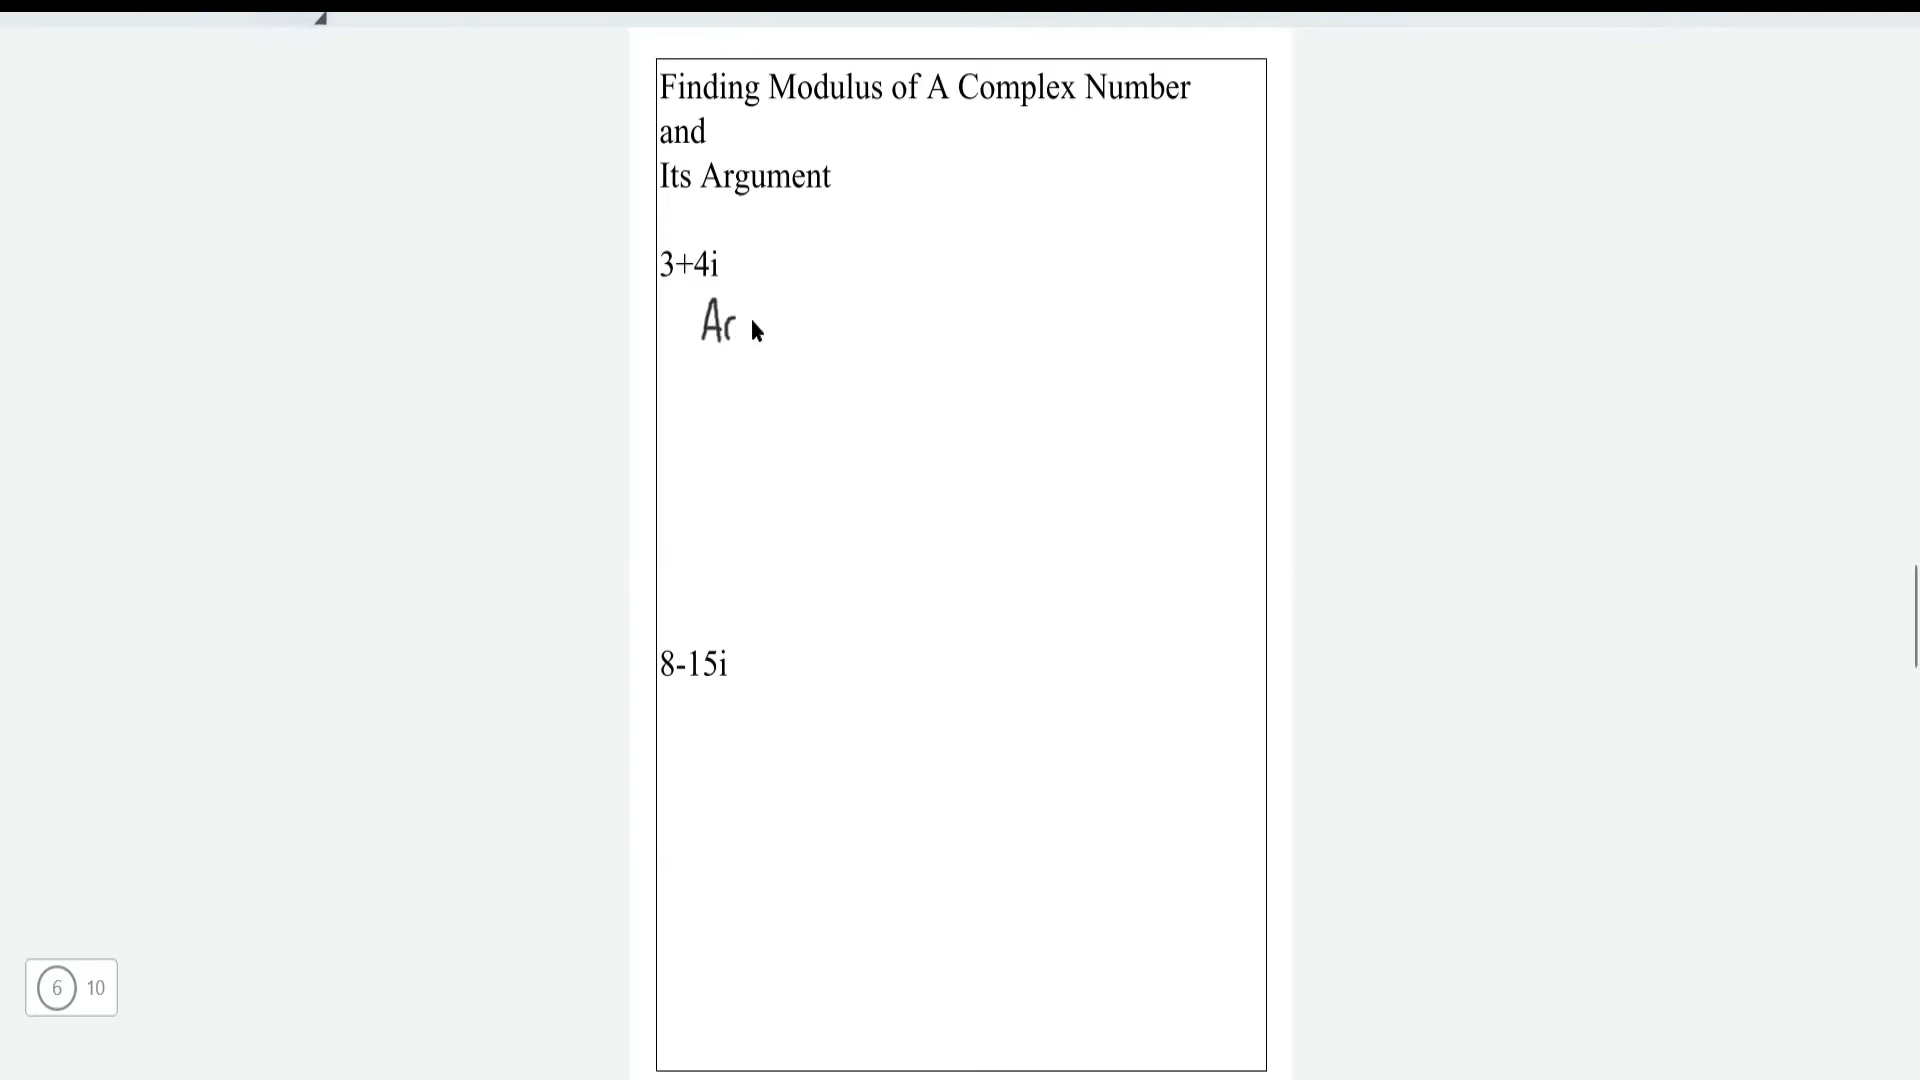 Finding Modulus of A Complex Number
and
Its Argument
3+4i
Ar
8-15i
6 10